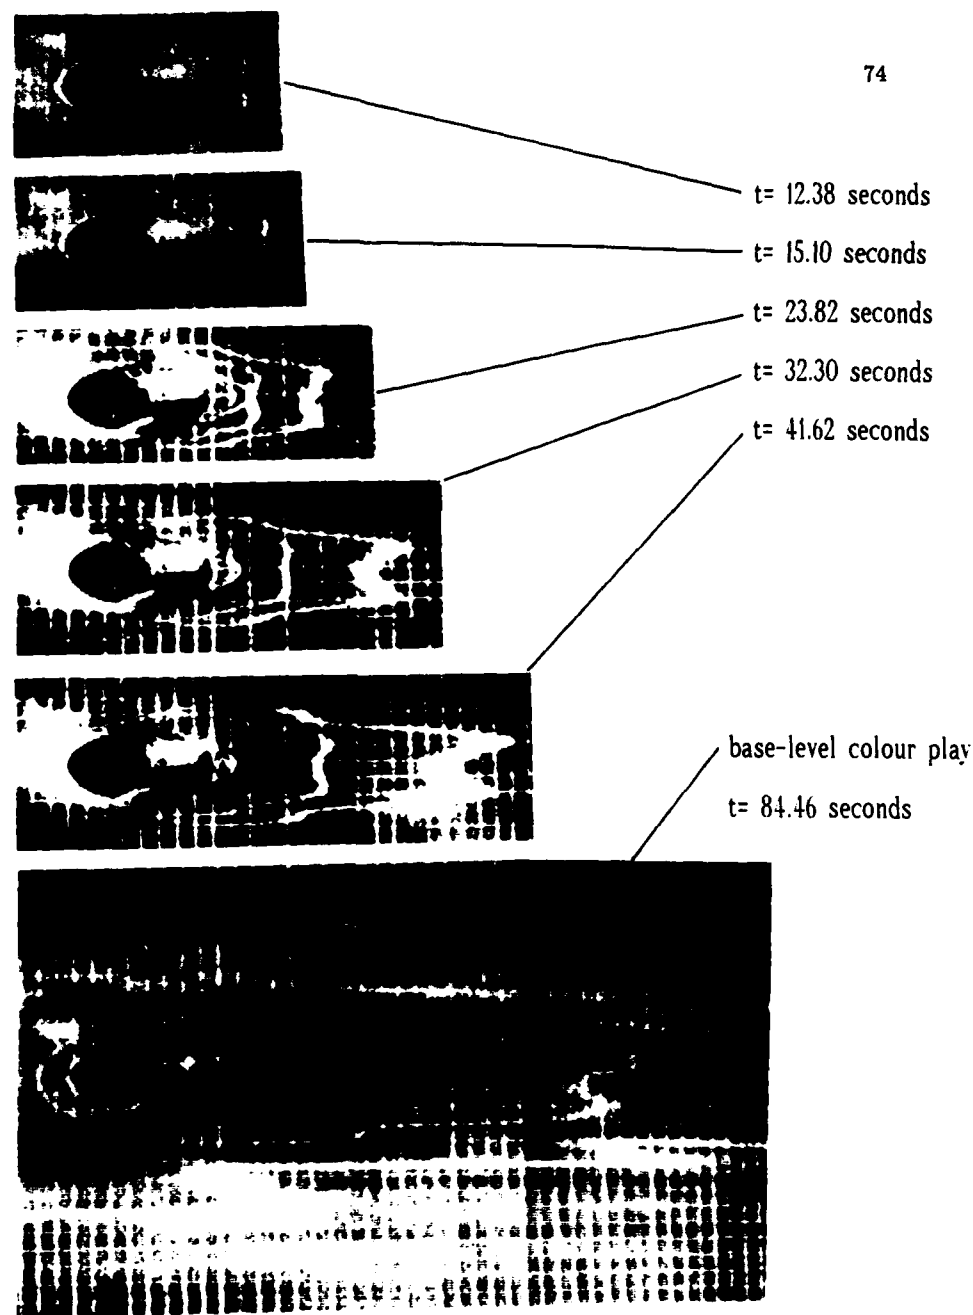 74
t= 12.38 seconds
t= 15.10 seconds
t= 23.82 seconds
t= 32.30 seconds
t= 41.62 seconds
base-level colour play
t= 84.46 seconds